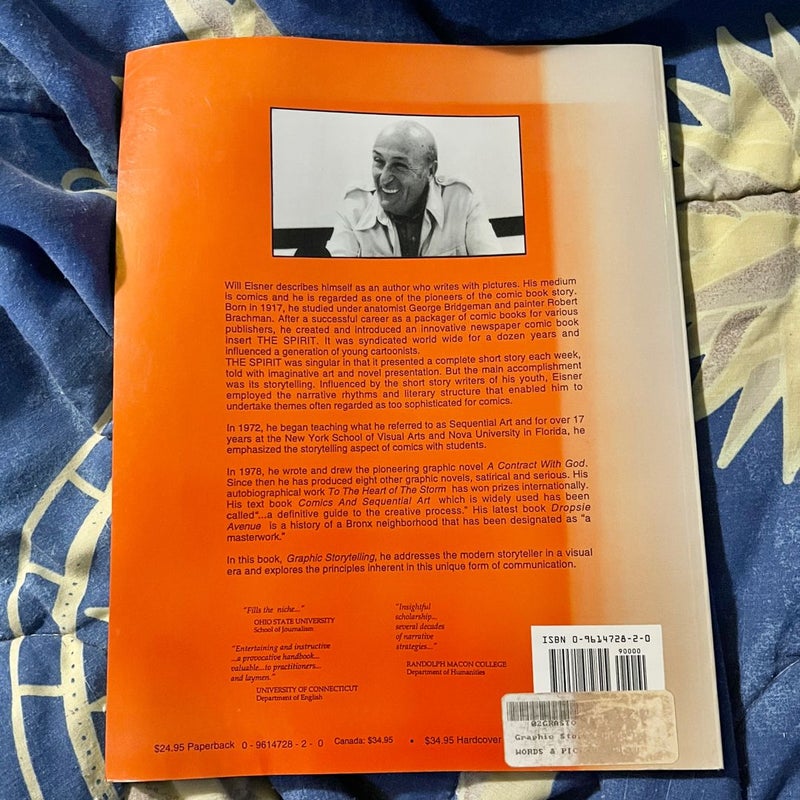 Will Eisner describes himself as an author who writes with pictures. His medium
is comics and he is regarded as one of the pioneers of the comic book story.
Born in 1917, he studied under anatomist George Bridgeman and painter Robert
Brachman. After a successful career as a packager of comic books for various
publishers, he created and introduced an innovative newspaper comic book
insert THE SPIRIT. It was syndicated world wide for a dozen years and
influenced a generation of young cartoonists.
THE SPIRIT was singular in that it presented a complete short story each week,
told with imaginative art and novel presentation. But the main accomplishment
was its storytelling. Influenced by the short story writers of his youth, Eisner
employed the narrative rhythms and literary structure that enabled him to
undertake themes often regarded as too sophisticated for comics.
In 1972, he began teaching what he referred to as Sequential Art and for over 17
years at the New York School of Visual Arts and Nova University in Florida, he
emphasized the storytelling aspect of comics with students.
In 1978, he wrote and drew the pioneering graphic novel A Contract With God.
Since then he has produced eight other graphic novels, satirical and serious. His
autobiographical work To The Heart of The Storm has won prizes internationally.
His text book Comics And Sequential Art which is widely used has been
called"...a definitive guide to the creative process." His latest book Dropsie
Avenue is a history of a Bronx neighborhood that has been designated as "a
masterwork."
In this book, Graphic Storytelling, he addresses the modern storyteller in a visual
era and explores the principles inherent in this unique form of communication.
"Fills the niche..."
OHIO STATE UNIVERSITY
School of Journalism
"Entertaining and instructive
...a provocative handbook...
valuable...to practitioners...
and laymen."
UNIVERSITY OF CONNECTICUT
Department of English
"Insightful
scholarship...
several decades
of narrative
strategies..."
RANDOLPH MACON COLLEGE
Department of Humanities
ISBN 0-9614728-2-0
90000
02GRASTO
Graphic
WORDS &
$24.95 Paperback 0 - 9614728 - 2 - 0 Canada: $34.95 • $34.95 Hardcover